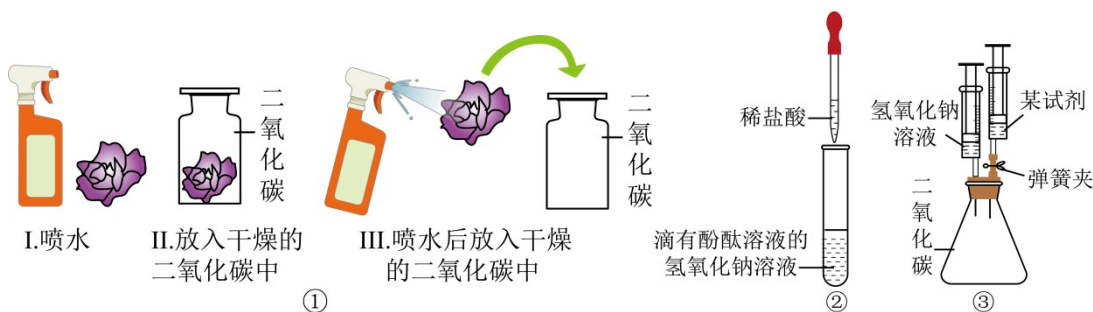 二氧化碳
二氧化碳
I.喷水
II.放入干燥的
二氧化碳中
III.喷水后放入干燥
的二氧化碳中
①
稀盐酸
滴有酚酞溶液的
氢氧化钠溶液
②
氢氧化钠
溶液
某试剂
弹簧夹
二氧化碳
③